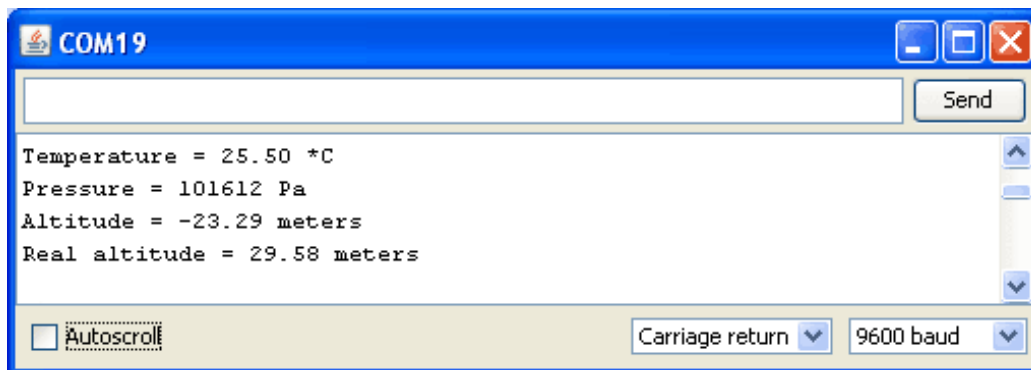 COM19
Send
Temperature = 25.50 *C
Pressure = 101612 Pa
Altitude = -23.29 meters
Real altitude = 29.58 meters
Autoscroll
Carriage return
9600 baud